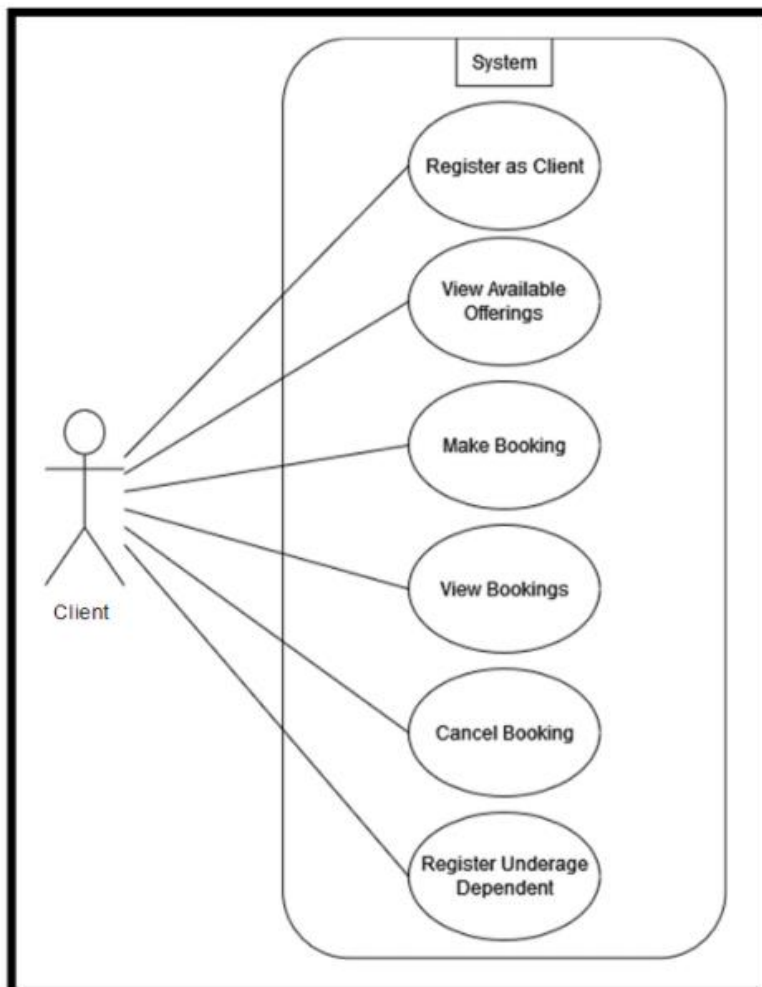 System
Register as Client
View Available
Offerings
Make Booking
View Bookings
Client
Cancel Booking
Register Underage
Dependent